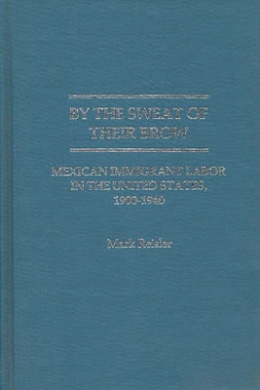 BY THE SWEAT OF
THEIR BROW
MEXICAN IMMIGRANT LABOR
IN THE UNITED STATES,
1900-1940
Mark Reisler